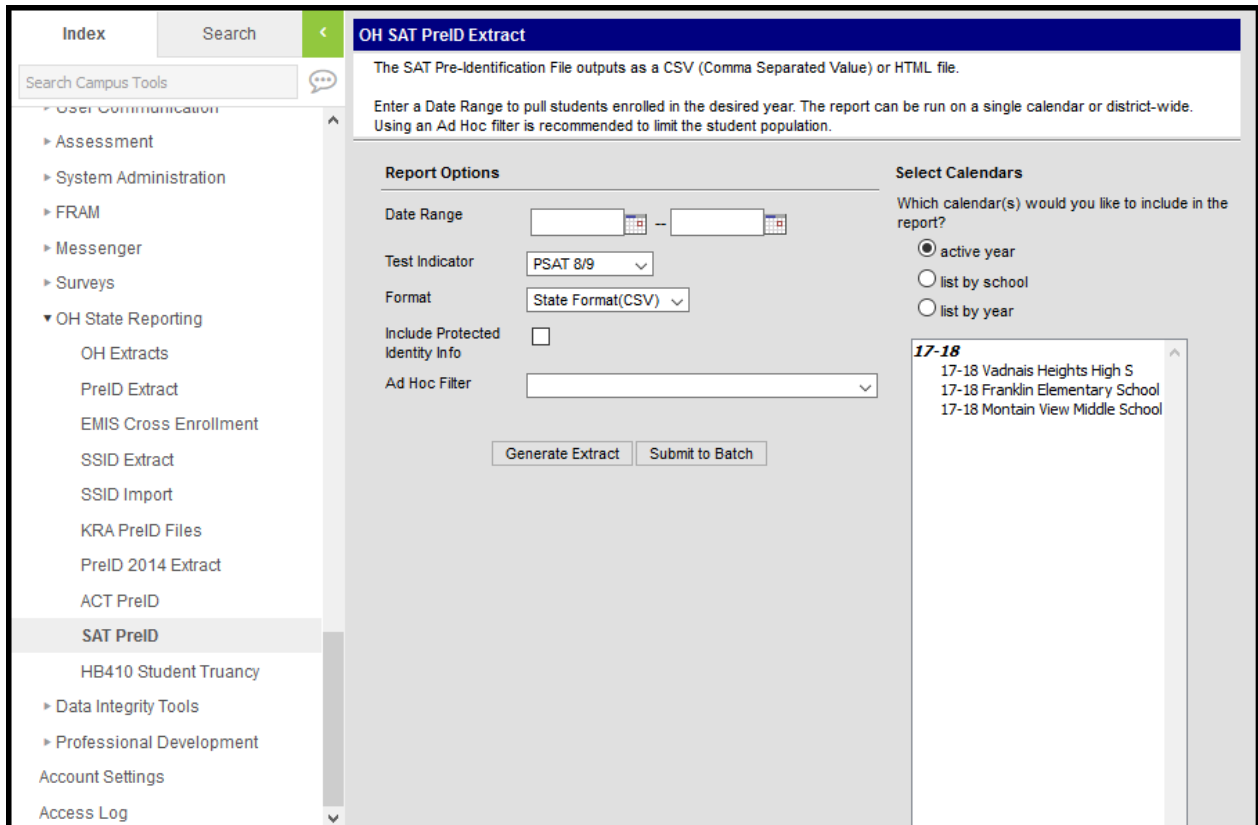 Index
Search
Search Campus Tools
User Communication
Assessment
System Administration
FRAM
Messenger
Surveys
OH State Reporting
OH Extracts
PreID Extract
EMIS Cross Enrollment
SSID Extract
SSID Import
KRA PreID Files
PreID 2014 Extract
ACT PreID
SAT PreID
HB410 Student Truancy
Data Integrity Tools
Professional Development
Account Settings
Access Log
OH SAT PreID Extract
The SAT Pre-Identification File outputs as a CSV (Comma Separated Value) or HTML file.
Enter a Date Range to pull students enrolled in the desired year. The report can be run on a single calendar or district-wide.
Using an Ad Hoc filter is recommended to limit the student population.
Report Options
Date Range
--
Test Indicator
PSAT 8/9
Format
State Format(CSV)
Include Protected
Identity Info
Ad Hoc Filter
Generate Extract
Submit to Batch
Select Calendars
Which calendar(s) would you like to include in the
report?
active year
list by school
list by year
17-18
17-18 Vadnais Heights High S
17-18 Franklin Elementary School
17-18 Montain View Middle School